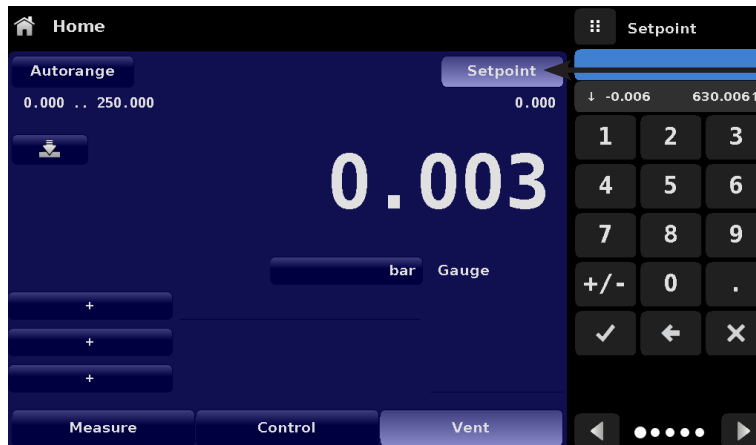 Home
Setpoint
Autorange
Setpoint
0.000 .. 250.000
0.000
↓ -0.006 630.006↑
0.003
bar Gauge
+
+
+
Measure Control Vent
1 2 3
4 5 6
7 8 9
+/- 0 .